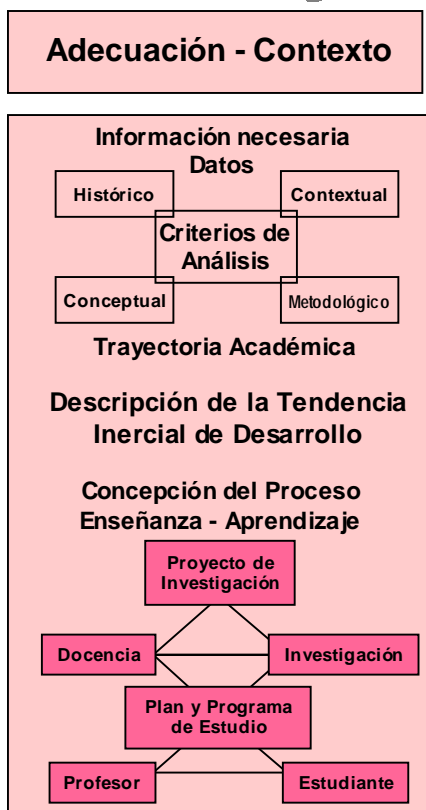 Adecuación - Contexto
Información necesaria
Datos
Histórico
Contextual
Criterios de
Análisis
Conceptual
Metodológico
Trayectoria Académica
Descripción de la Tendencia
Inercial de Desarrollo
Concepción del Proceso
Enseñanza - Aprendizaje
Proyecto de
Investigación
Docencia
Investigación
Plan y Programa
de Estudio
Profesor
Estudiante